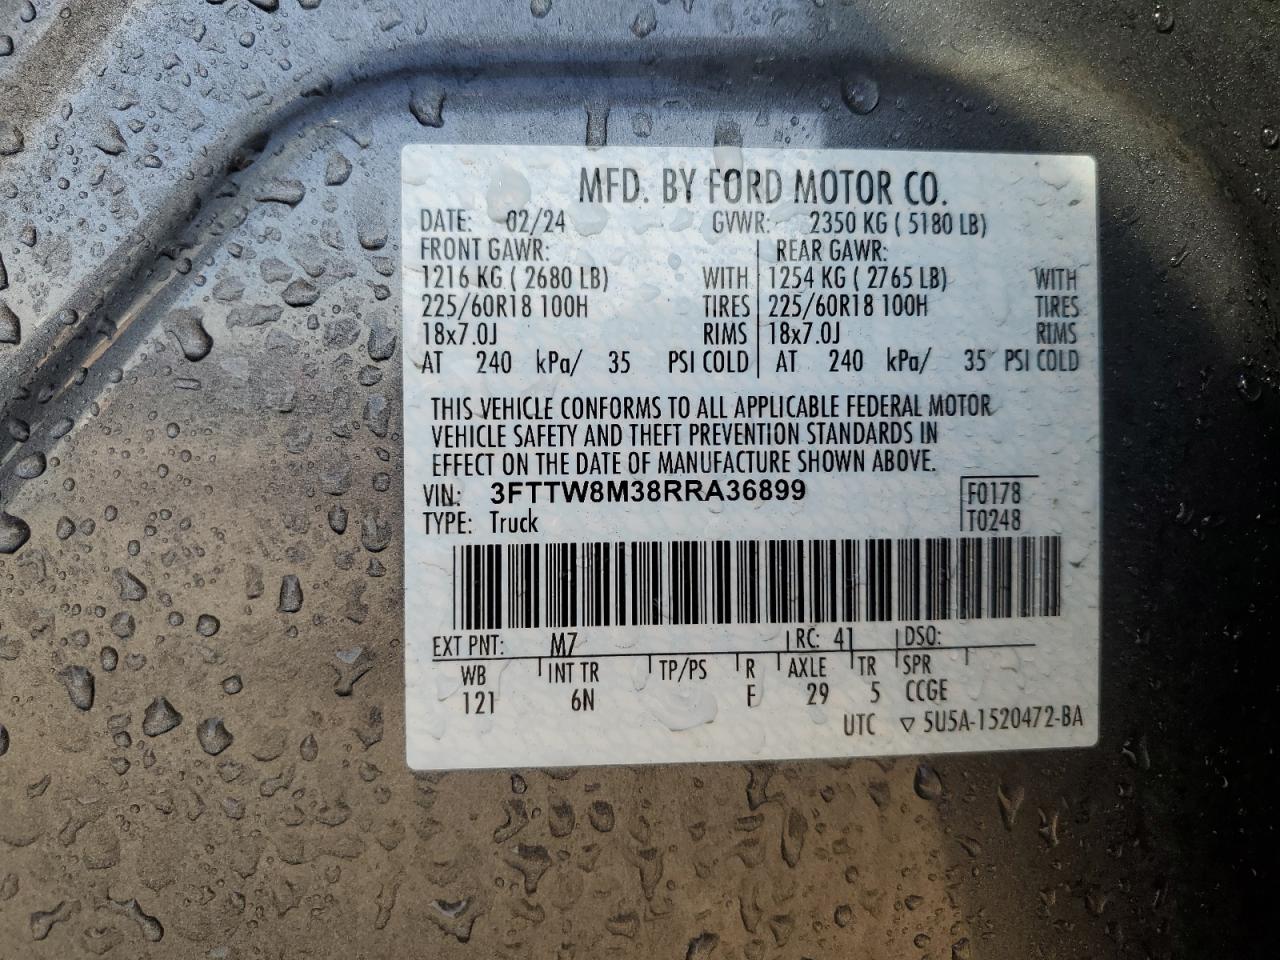 MFD. BY FORD MOTOR CO.
DATE: 02/24 GVWR: 2350 KG ( 5180 LB)
FRONT GAWR: REAR GAWR:
1216 KG ( 2680 LB) WITH 1254 KG ( 2765 LB) WITH
225/60R18 100H TIRES 225/60R18 100H TIRES
18x7.0J RIMS 18x7.0J RIMS
AT 240 kPa/ 35 PSI COLD AT 240 kPa/ 35 PSI COLD
THIS VEHICLE CONFORMS TO ALL APPLICABLE FEDERAL MOTOR
VEHICLE SAFETY AND THEFT PREVENTION STANDARDS IN
EFFECT ON THE DATE OF MANUFACTURE SHOWN ABOVE.
VIN: 3FTTW8M38RRA36899 F0178
TYPE: Truck T0248
EXT PNT: M7 RC: 41 DSO:
WB INT TR TP/PS R AXLE TR SPR
121 6N F 29 5 CCGE
UTC ▽ 5U5A-1520472-BA